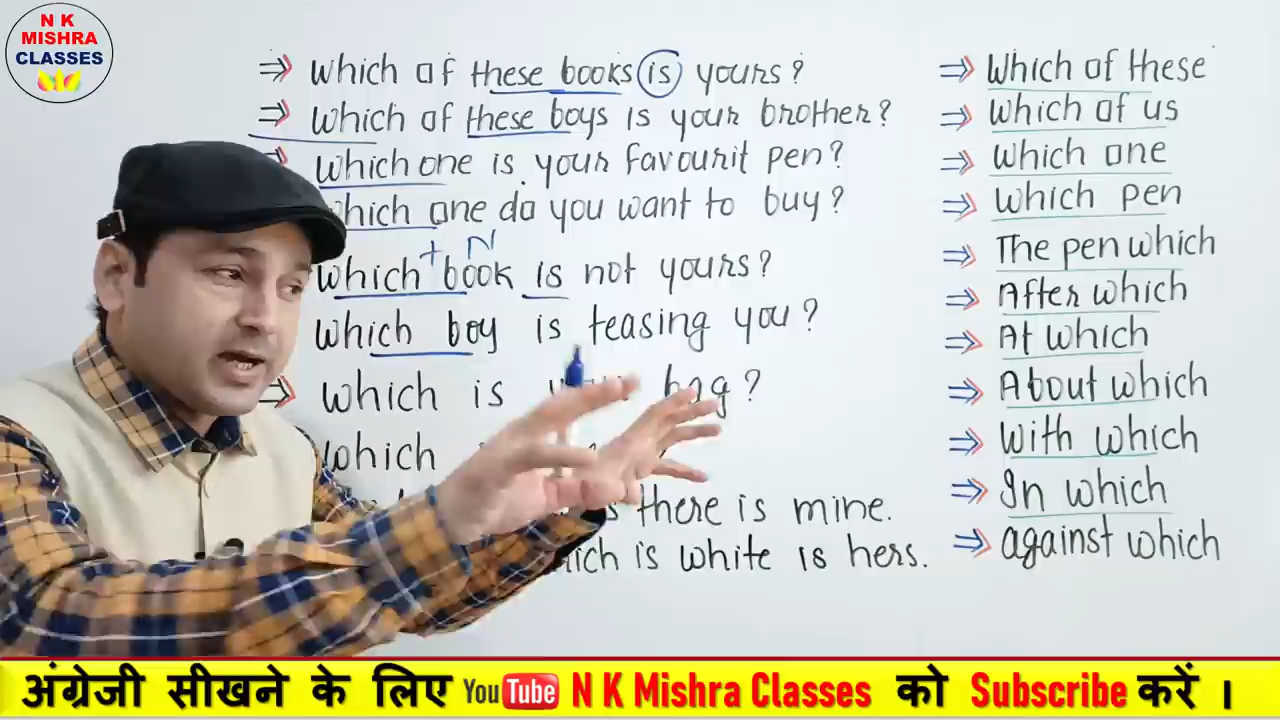 N K
MISHRA
CLASSES
⇒ which of these books is yours?
⇒ which of these boys is your brother?
which one is your favourit pen?
which one do you want to buy?
+ N
which book is not yours?
which boy is teasing you?
⇒ which is bag?
which
there is mine.
which is white is hers.
⇒ Which of these
⇒ Which of us
⇒ Which one
⇒ Which pen
⇒ The pen which
⇒ After which
⇒ At which
⇒ About which
⇒ With which
⇒ In which
⇒ against which
अंग्रेजी सीखने के लिए YouTube N K Mishra Classes को Subscribe करें ।